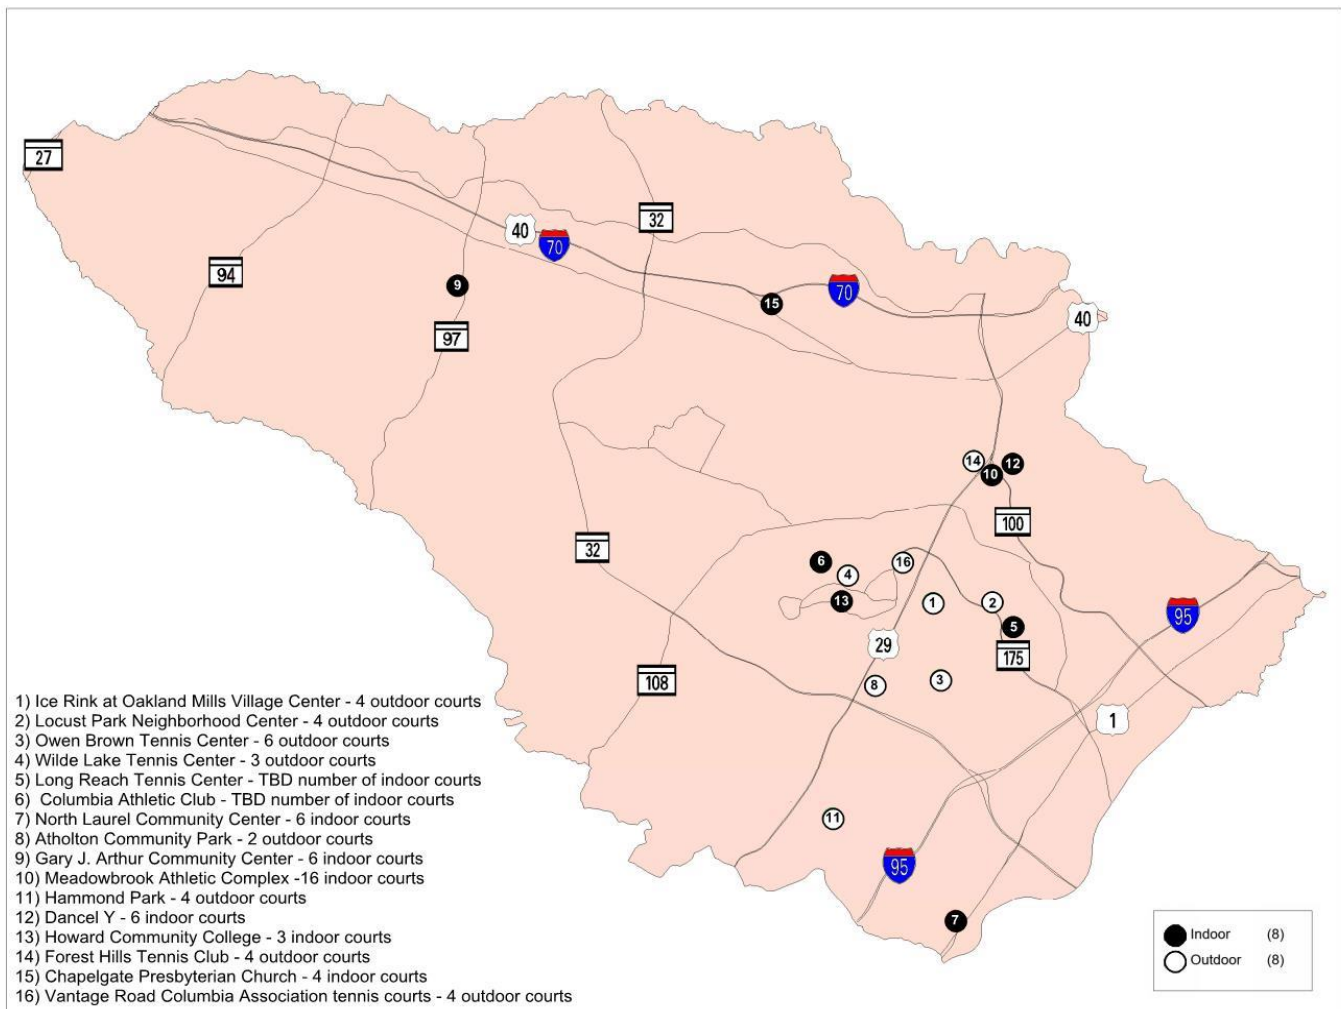 27
94
9
97
40
70
32
15
70
40
14
12
10
100
32
6
4
16
13
1
2
5
175
95
29
108
8
3
1
11
95
7
1) Ice Rink at Oakland Mills Village Center - 4 outdoor courts
2) Locust Park Neighborhood Center - 4 outdoor courts
3) Owen Brown Tennis Center - 6 outdoor courts
4) Wilde Lake Tennis Center - 3 outdoor courts
5) Long Reach Tennis Center - TBD number of indoor courts
6) Columbia Athletic Club - TBD number of indoor courts
7) North Laurel Community Center - 6 indoor courts
8) Atholton Community Park - 2 outdoor courts
9) Gary J. Arthur Community Center - 6 indoor courts
10) Meadowbrook Athletic Complex -16 indoor courts
11) Hammond Park - 4 outdoor courts
12) Dancel Y - 6 indoor courts
13) Howard Community College - 3 indoor courts
14) Forest Hills Tennis Club - 4 outdoor courts
15) Chapelgate Presbyterian Church - 4 indoor courts
16) Vantage Road Columbia Association tennis courts - 4 outdoor courts
Indoor (8)
Outdoor (8)